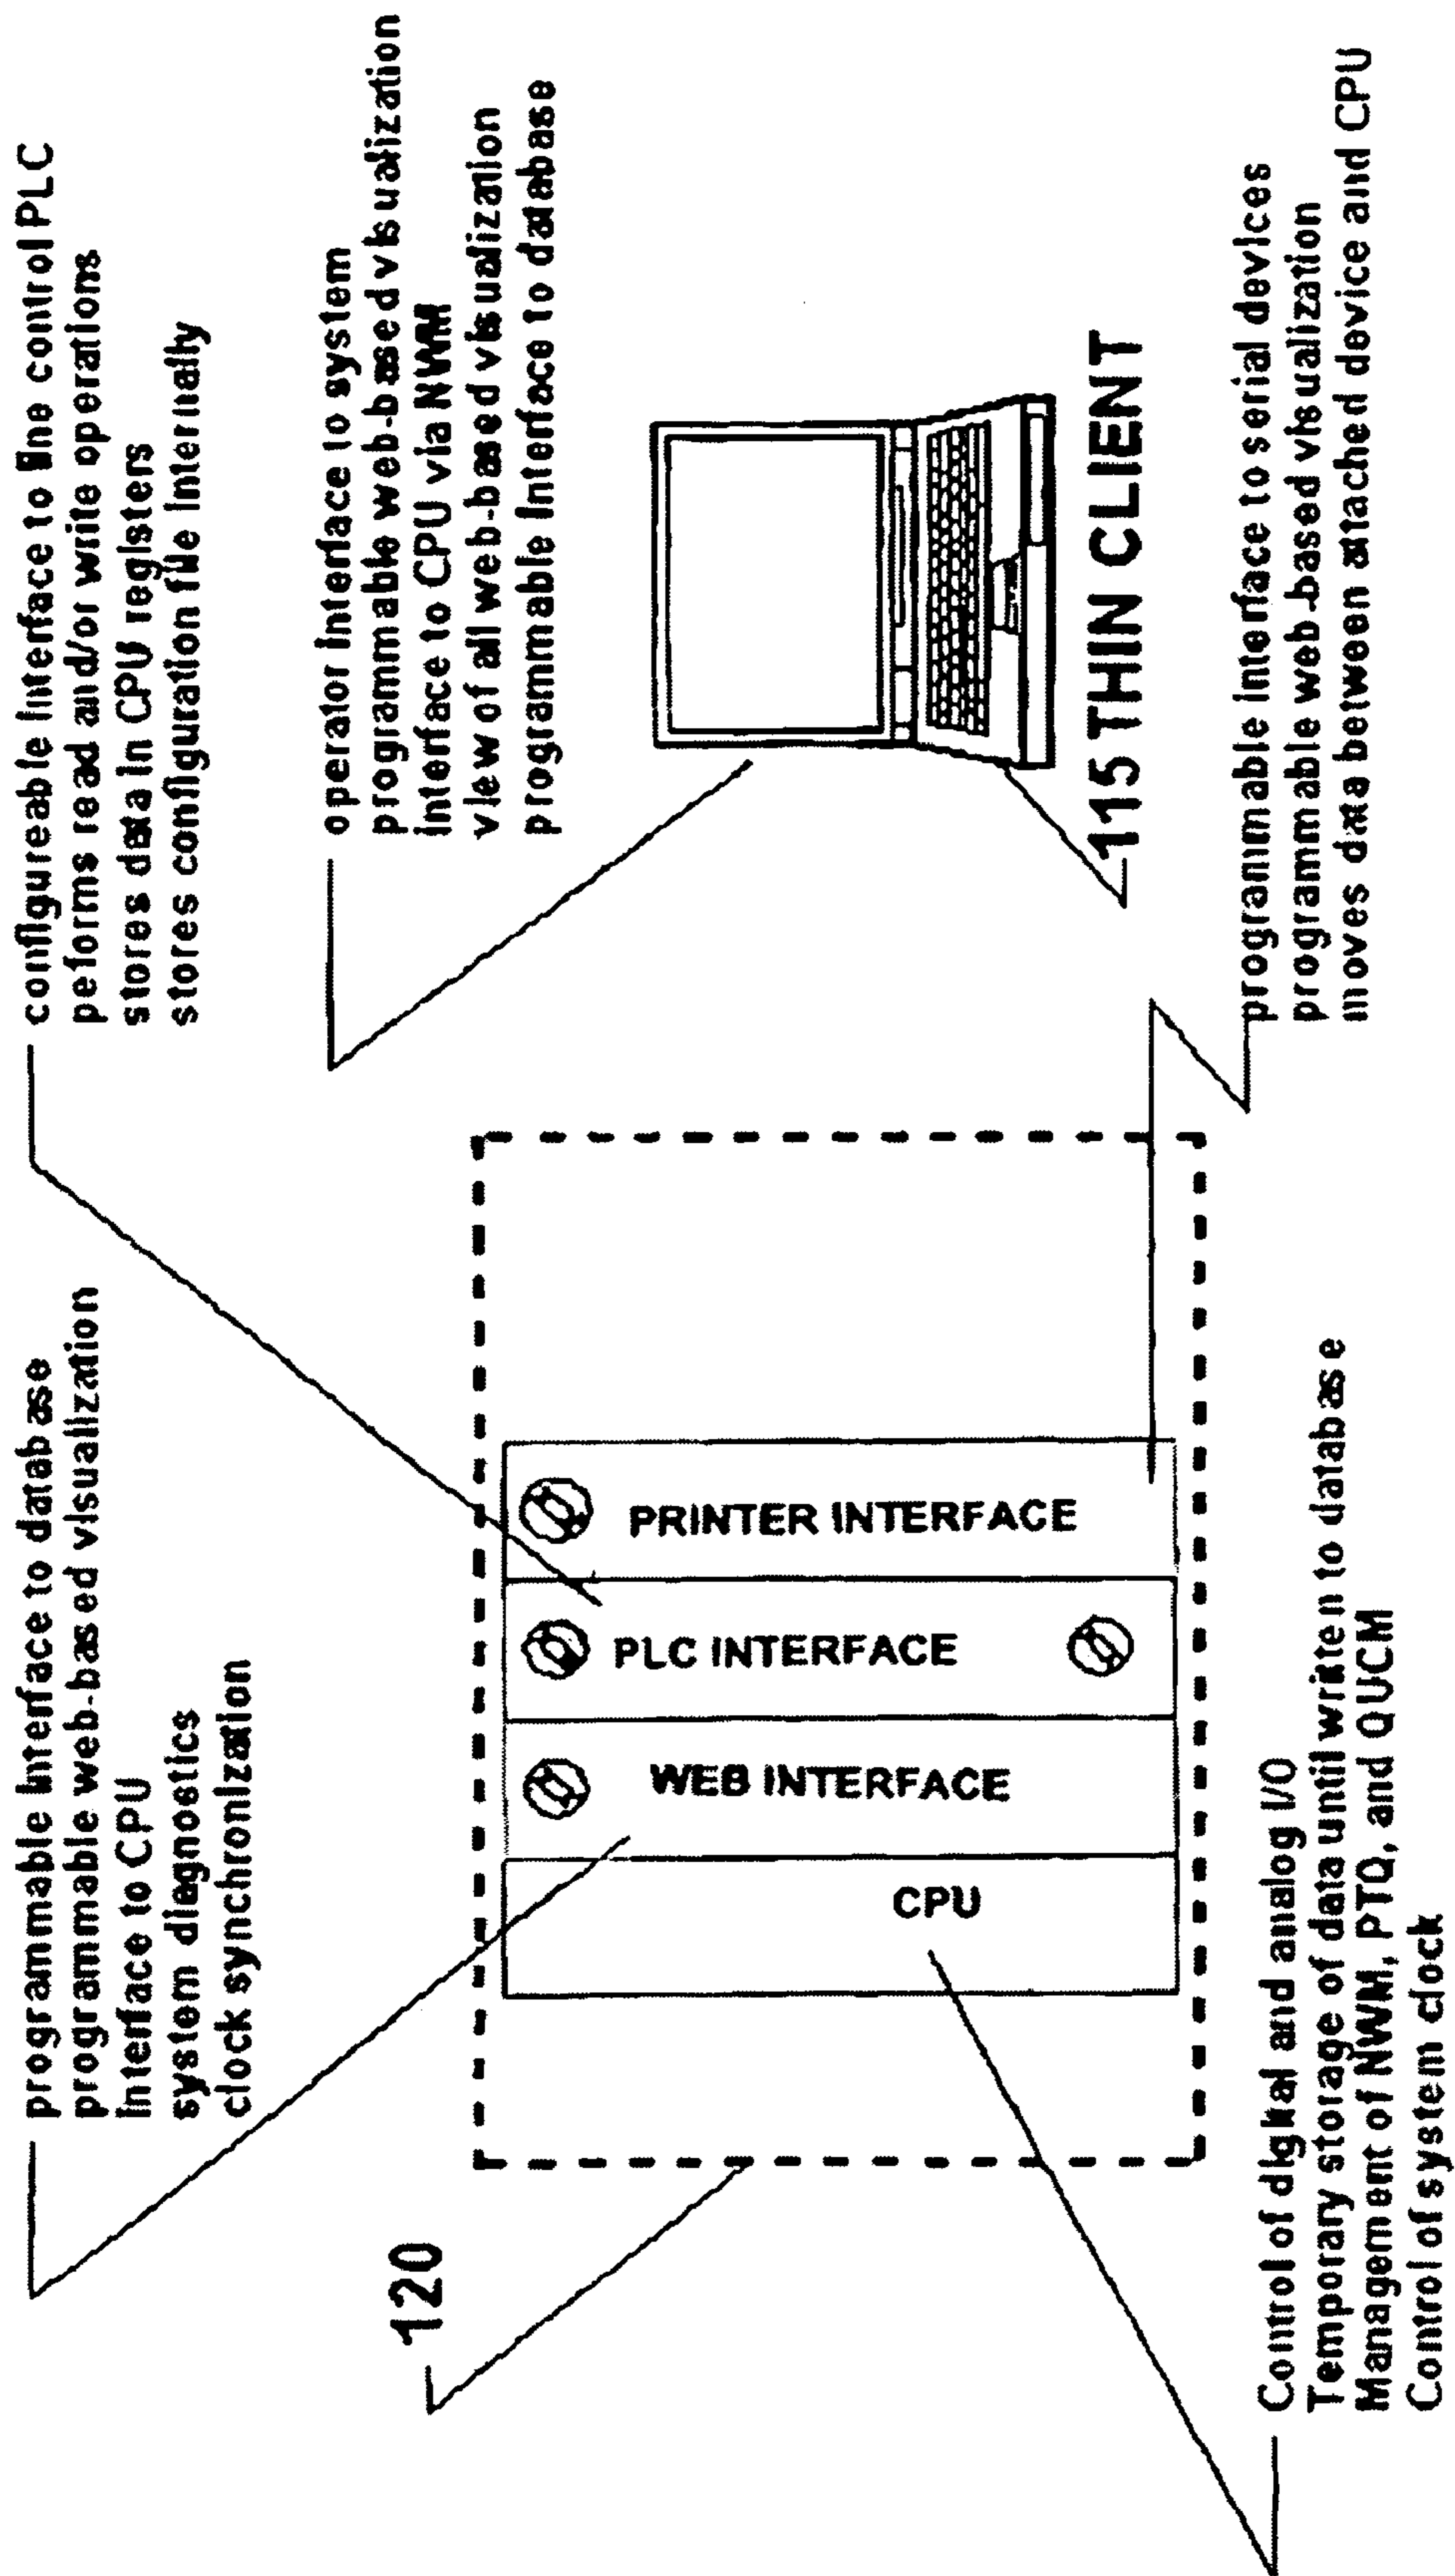 programmable interface to database
programmable web-based visualization
interface to CPU
system diagnostics
clock synchronization
configureable interface to line control PLC
peforms read and/or write operations
stores data in CPU registers
stores configuration file internally
operator interface to system
programmable web-based visualization
interface to CPU via NWM
view of all web-based visualization
programmable interface to database
120
CPU
WEB INTERFACE
PLC INTERFACE
PRINTER INTERFACE
115 THIN CLIENT
Control of digital and analog I/O
Temporary storage of data until written to database
Management of NWM, PTQ, and QUCM
Control of system clock
programmable interface to serial devices
programmable web-based visualization
moves data between attached device and CPU